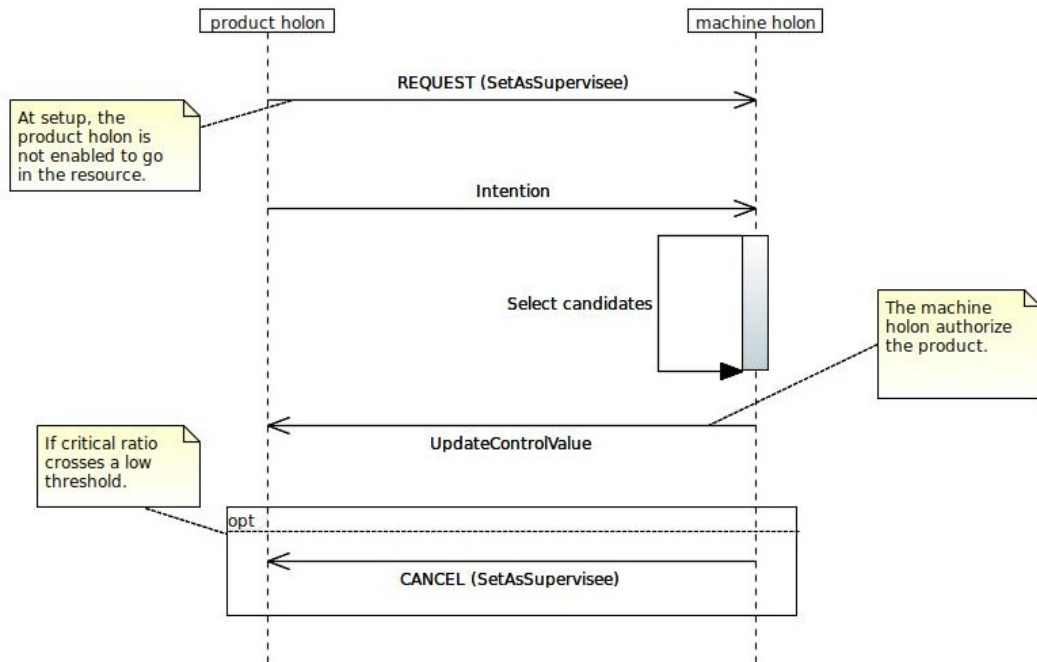 product holon
machine holon
REQUEST (SetAsSupervisee)
At setup, the
product holon is
not enabled to go
in the resource.
Intention
Select candidates
The machine
holon authorize
the product.
UpdateControlValue
If critical ratio
crosses a low
threshold.
opt
CANCEL (SetAsSupervisee)